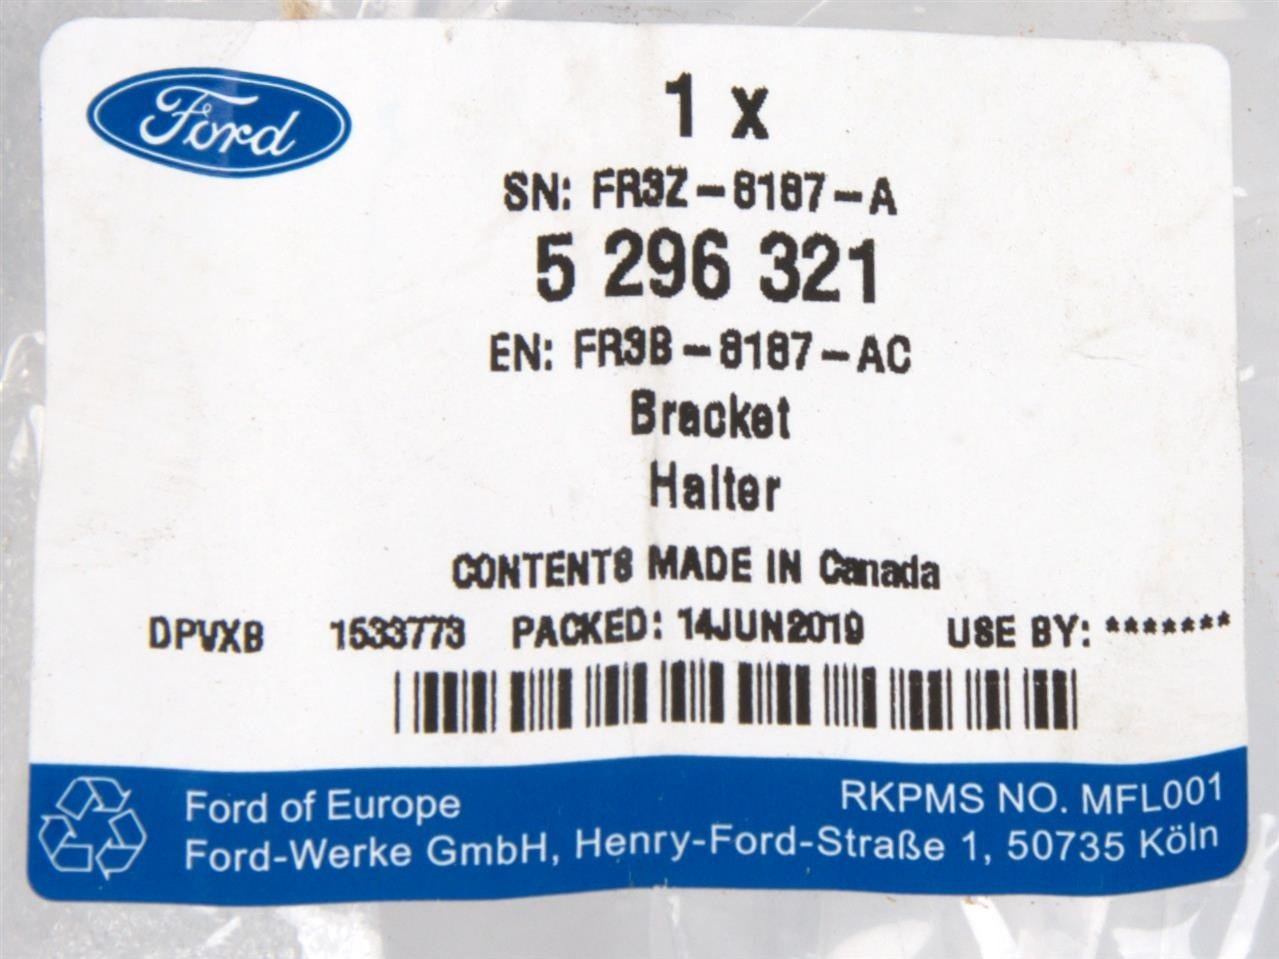 Ford
1 x
SN: FR3Z-8187-A
5 296 321
EN: FR3B-8187-AC
Bracket
Halter
CONTENTS MADE IN Canada
DPVXB 1533773 PACKED: 14JUN2019 USE BY: *******
Ford of Europe
Ford-Werke GmbH, Henry-Ford-Straße 1, 50735 Köln
RKPMS NO. MFL001